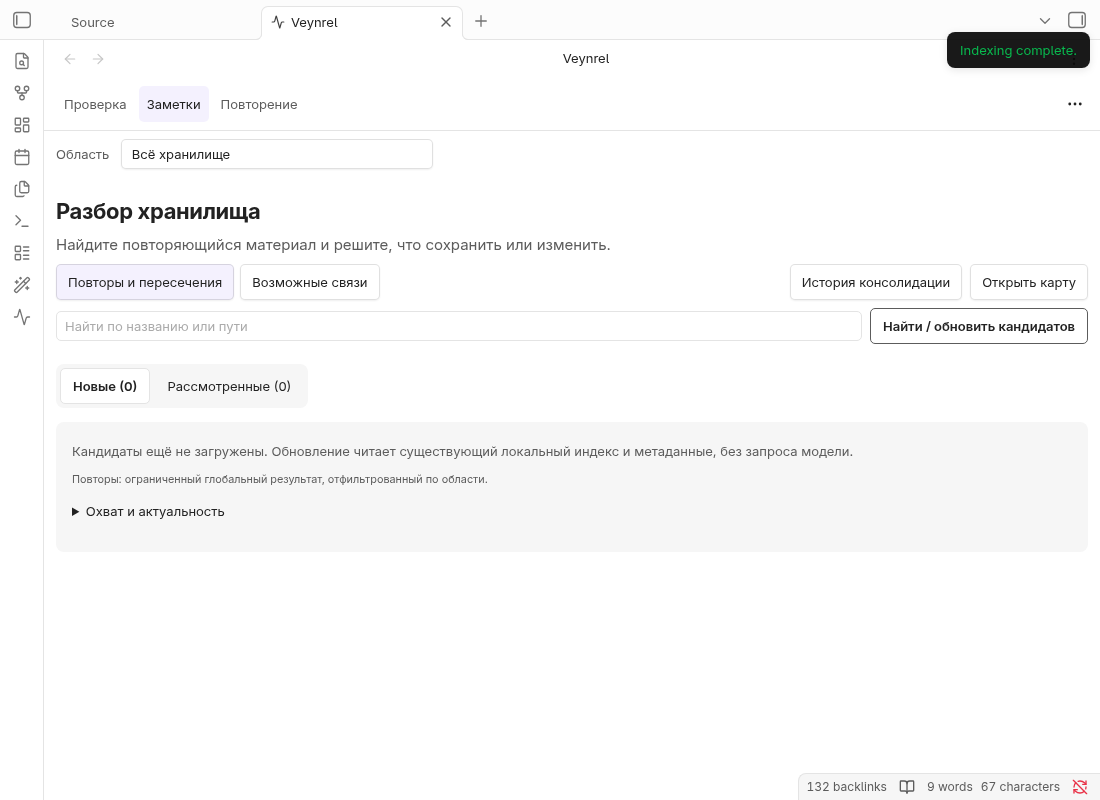 Source
Veynrel
Veynrel
Indexing complete.
Проверка Заметки Повторение
Область Всё хранилище
Разбор хранилища
Найдите повторяющийся материал и решите, что сохранить или изменить.
Повторы и пересечения Возможные связи История консолидации Открыть карту
Найти по названию или пути Найти / обновить кандидатов
Новые (0) Рассмотренные (0)
Кандидаты ещё не загружены. Обновление читает существующий локальный индекс и метаданные, без запроса модели.
Повторы: ограниченный глобальный результат, отфильтрованный по области.
Охват и актуальность
132 backlinks 9 words 67 characters